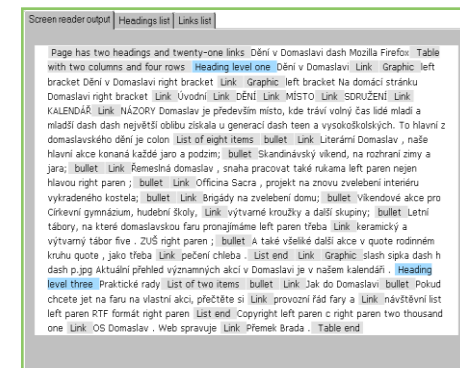 Screen reader output Headings list Links list
Page has two headings and twenty-one links Dění v Domaslavi dash Mozilla Firefox Table
with two columns and four rows Heading level one Dění v Domaslavi Link Graphic left
bracket Dění v Domaslavi right bracket Link Graphic left bracket Na domácí stránku
Domaslavi right bracket Link Úvodní Link DĚNÍ Link MÍSTO Link SDRUŽENÍ Link
KALENDÁŘ Link NÁZORY Domaslav je především místo, kde tráví volný čas lidé mladí a
mladší dash dash největší oblibu získala u generací dash teen a vysokoškolských. To hlavní z
domaslavského dění je colon List of eight items bullet Link Literární Domaslav , naše
hlavní akce konaná každé jaro a podzim; bullet Skandinávský víkend, na rozhraní zimy a
jara; bullet Link Řemeslná domaslav , snaha pracovat také rukama left paren nejen
hlavou right paren ; bullet Link Officina Sacra , projekt na znovu zvelebení interiéru
vykradeného kostela; bullet Link Brigády na zvelebení domu; bullet Víkendové akce pro
Církevní gymnázium, hudební školy, Link výtvarné kroužky a další skupiny; bullet Letní
tábory, na které domaslavskou faru pronajímáme left paren třeba Link keramický a
výtvarný tábor five . ZUŠ right paren ; bullet A také všeliké další akce v quote rodinném
kruhu quote , jako třeba Link pečení chleba . List end Link Graphic slash sipka dash h
dash p.jpg Aktuální přehled významných akcí v Domaslavi je v našem kalendáři . Heading
level three Praktické rady List of two items bullet Link Jak do Domaslavi bullet Pokud
chcete jet na faru na vlastní akci, přečtěte si Link provozní řád fary a Link návštěvní list
left paren RTF formát right paren List end Copyright left paren c right paren two thousand
one Link OS Domaslav . Web spravuje Link Přemek Brada . Table end